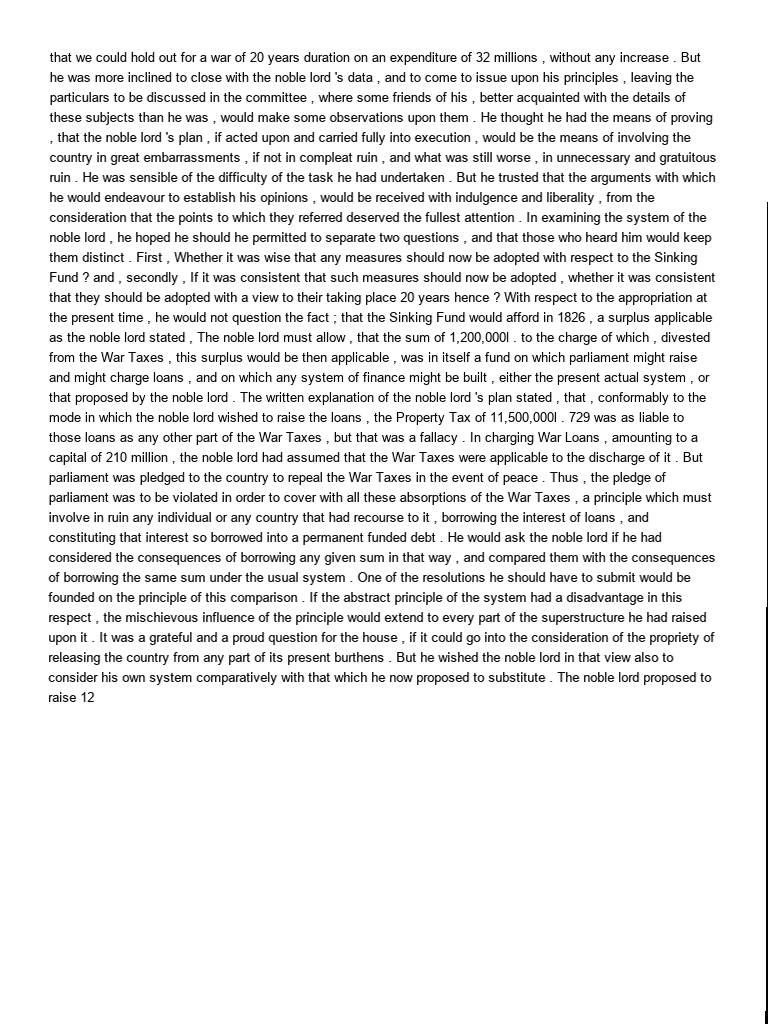 that we could hold out for a war of 20 years duration on an expenditure of 32 millions , without any increase . But
he was more inclined to close with the noble lord 's data , and to come to issue upon his principles , leaving the
particulars to be discussed in the committee , where some friends of his , better acquainted with the details of
these subjects than he was , would make some observations upon them . He thought he had the means of proving
, that the noble lord 's plan , if acted upon and carried fully into execution , would be the means of involving the
country in great embarrassments , if not in compleat ruin , and what was still worse , in unnecessary and gratuitous
ruin . He was sensible of the difficulty of the task he had undertaken . But he trusted that the arguments with which
he would endeavour to establish his opinions , would be received with indulgence and liberality , from the
consideration that the points to which they referred deserved the fullest attention . In examining the system of the
noble lord , he hoped he should he permitted to separate two questions , and that those who heard him would keep
them distinct . First , Whether it was wise that any measures should now be adopted with respect to the Sinking
Fund ? and , secondly , If it was consistent that such measures should now be adopted , whether it was consistent
that they should be adopted with a view to their taking place 20 years hence ? With respect to the appropriation at
the present time , he would not question the fact ; that the Sinking Fund would afford in 1826 , a surplus applicable
as the noble lord stated , The noble lord must allow , that the sum of 1,200,000l . to the charge of which , divested
from the War Taxes , this surplus would be then applicable , was in itself a fund on which parliament might raise
and might charge loans , and on which any system of finance might be built , either the present actual system , or
that proposed by the noble lord . The written explanation of the noble lord 's plan stated , that , conformably to the
mode in which the noble lord wished to raise the loans , the Property Tax of 11,500,000l . 729 was as liable to
those loans as any other part of the War Taxes , but that was a fallacy . In charging War Loans , amounting to a
capital of 210 million , the noble lord had assumed that the War Taxes were applicable to the discharge of it . But
parliament was pledged to the country to repeal the War Taxes in the event of peace . Thus , the pledge of
parliament was to be violated in order to cover with all these absorptions of the War Taxes , a principle which must
involve in ruin any individual or any country that had recourse to it , borrowing the interest of loans , and
constituting that interest so borrowed into a permanent funded debt . He would ask the noble lord if he had
considered the consequences of borrowing any given sum in that way , and compared them with the consequences
of borrowing the same sum under the usual system . One of the resolutions he should have to submit would be
founded on the principle of this comparison . If the abstract principle of the system had a disadvantage in this
respect , the mischievous influence of the principle would extend to every part of the superstructure he had raised
upon it . It was a grateful and a proud question for the house , if it could go into the consideration of the propriety of
releasing the country from any part of its present burthens . But he wished the noble lord in that view also to
consider his own system comparatively with that which he now proposed to substitute . The noble lord proposed to
raise 12